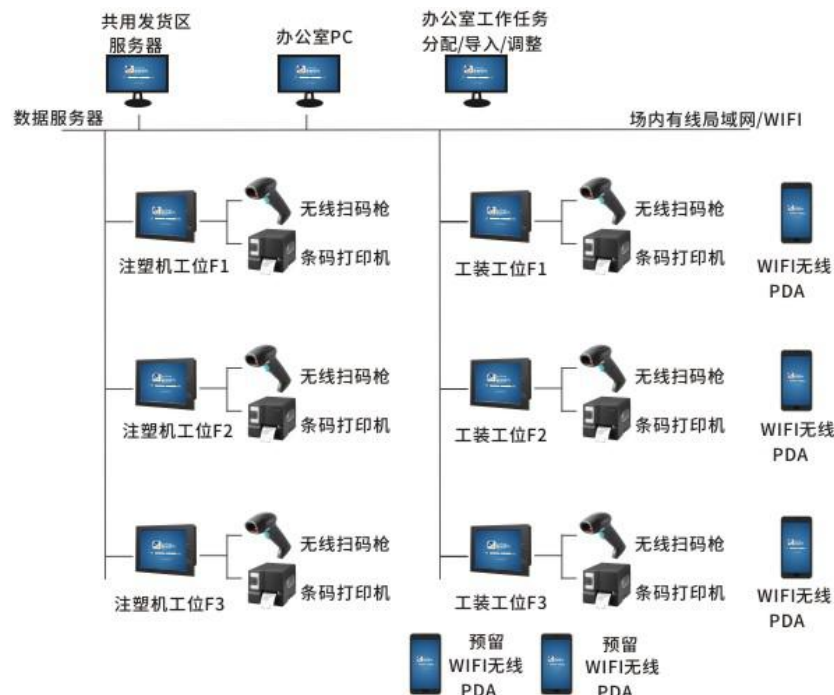 共用发货区
服务器
办公室PC
办公室工作任务
分配/导入/调整
数据服务器
场内有线局域网/WIFI
无线扫码枪
条码打印机
注塑机工位F1
无线扫码枪
条码打印机
工装工位F1
WIFI无线
PDA
无线扫码枪
条码打印机
注塑机工位F2
无线扫码枪
条码打印机
工装工位F2
WIFI无线
PDA
无线扫码枪
条码打印机
注塑机工位F3
无线扫码枪
条码打印机
工装工位F3
WIFI无线
PDA
预留
WIFI无线
PDA
预留
WIFI无线
PDA